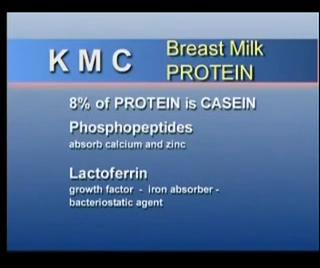 K M C
Breast Milk
PROTEIN
8% of PROTEIN is CASEIN
Phosphopeptides
absorb calcium and zinc
Lactoferrin
growth factor - iron absorber -
bacteriostatic agent